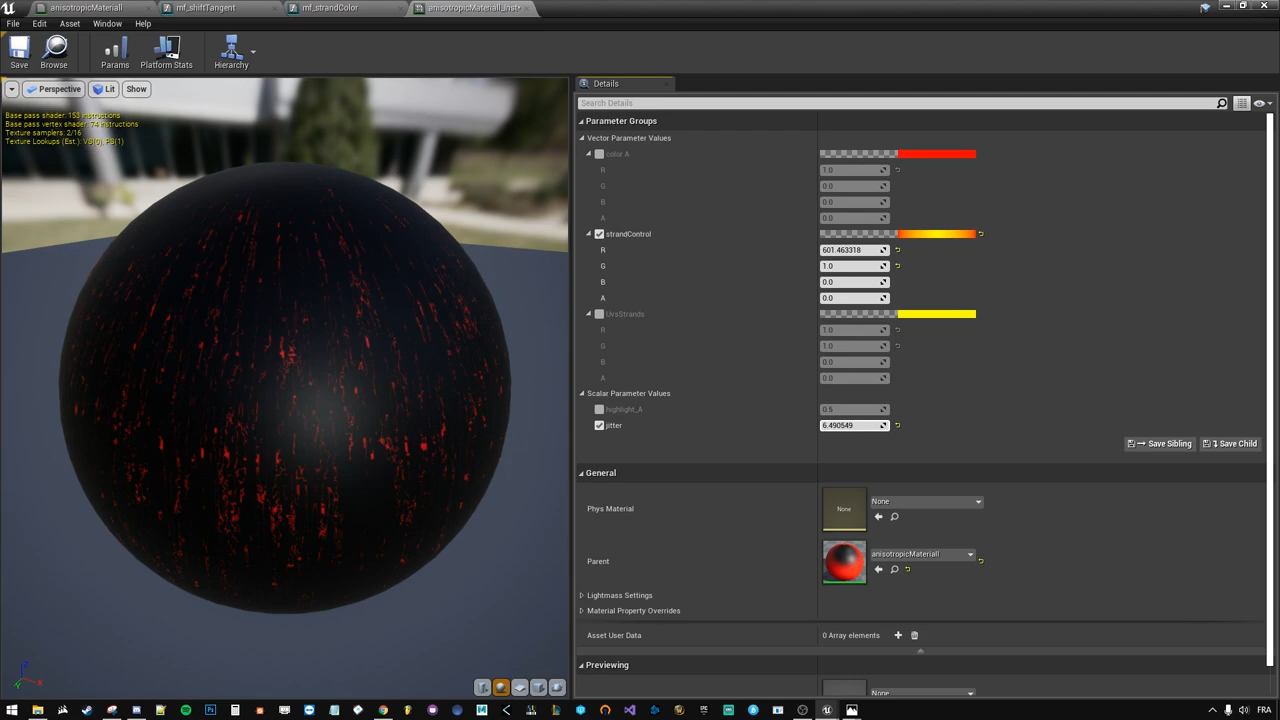 anisotropicMateriall
mf_shiftTangent
mf_strandColor
anisotropicMateriall_Inst*
File Edit Asset Window Help
Save Browse Params Platform Stats Hierarchy
Perspective Lit Show
Base pass shader: 153 instructions
Base pass vertex shader: 74 instructions
Texture samplers: 2/16
Texture Lookups (Est.): VS(0), PS(1)
Details
Search Details
Parameter Groups
Vector Parameter Values
color A
R 1.0
G 0.0
B 0.0
A 0.0
strandControl
R 601.463318
G 1.0
B 0.0
A 0.0
UvsStrands
R 1.0
G 1.0
B 0.0
A 0.0
Scalar Parameter Values
highlight_A 0.5
jitter 6.490549
Save Sibling Save Child
General
Phys Material None None
Parent anisotropicMateriall
Lightmass Settings
Material Property Overrides
Asset User Data 0 Array elements
Previewing
None
FRA